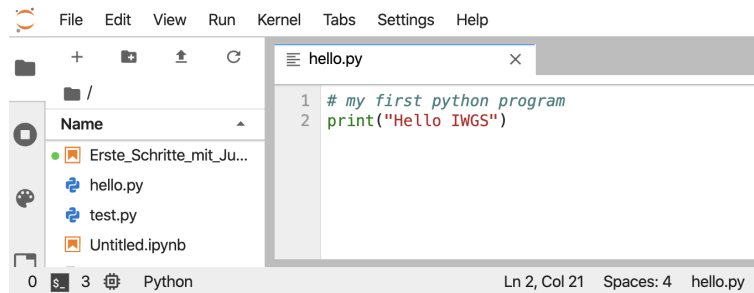 File Edit View Run Kernel Tabs Settings Help
hello.py
/
Name
Erste_Schritte_mit_Ju...
hello.py
test.py
Untitled.ipynb
1 # my first python program
2 print("Hello IWGS")
0 $_ 3 Python Ln 2, Col 21 Spaces: 4 hello.py